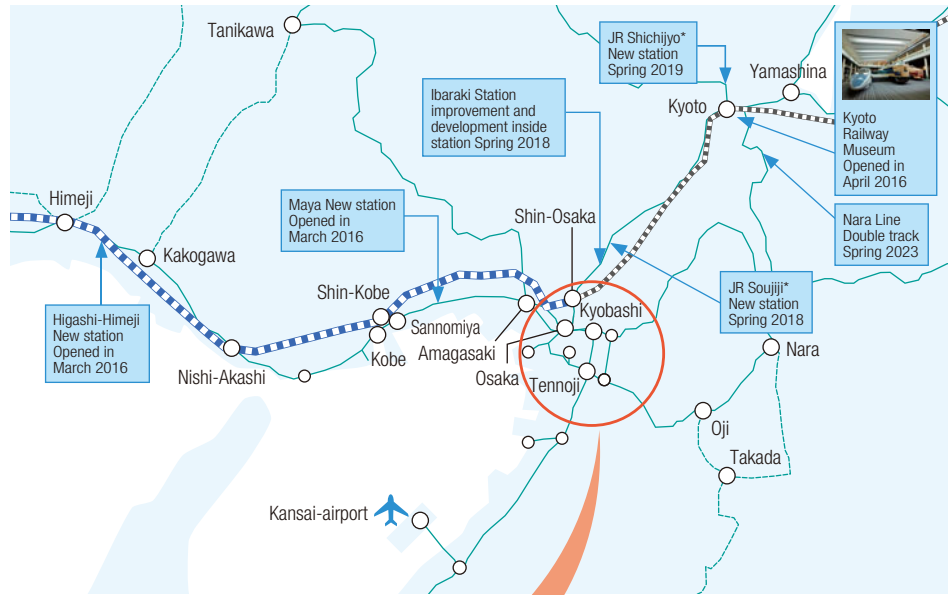 Tanikawa
JR Shichijyo*
New station
Spring 2019
Yamashina
Kyoto
Kyoto
Railway
Museum
Opened in
April 2016
Ibaraki Station
improvement and
development inside
station Spring 2018
Himeji
Maya New station
Opened in
March 2016
Shin-Osaka
Nara Line
Double track
Spring 2023
Kakogawa
Shin-Kobe
Kyobashi
JR Soujiji*
New station
Spring 2018
Higashi-Himeji
New station
Opened in
March 2016
Sannomiya
Kobe
Amagasaki
Nishi-Akashi
Osaka
Tennoji
Nara
Oji
Takada
Kansai-airport